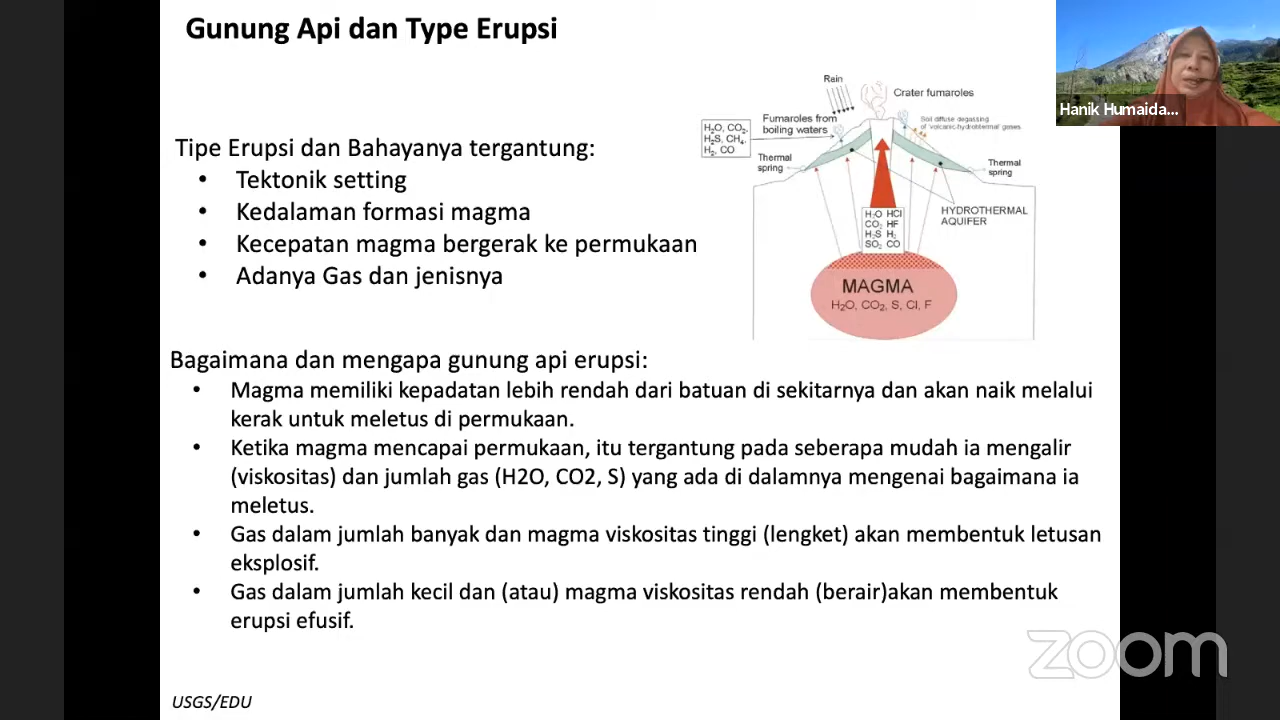 Gunung Api dan Type Erupsi
Hanik Humaida...
Tipe Erupsi dan Bahayanya tergantung:
• Tektonik setting
• Kedalaman formasi magma
• Kecepatan magma bergerak ke permukaan
• Adanya Gas dan jenisnya
Rain
Crater fumaroles
Fumaroles from
boiling waters
Soil diffuse degassing
of 'volcanic-hydrothermal' gases
H₂O, CO₂,
H₂S, CH₄,
H₂, CO
Thermal
spring
Thermal
spring
HYDROTHERMAL
AQUIFER
H₂O HCl
CO₂ HF
H₂S H₂
SO₂ CO
MAGMA
H₂O, CO₂, S, Cl, F
Bagaimana dan mengapa gunung api erupsi:
• Magma memiliki kepadatan lebih rendah dari batuan di sekitarnya dan akan naik melalui
kerak untuk meletus di permukaan.
• Ketika magma mencapai permukaan, itu tergantung pada seberapa mudah ia mengalir
(viskositas) dan jumlah gas (H2O, CO2, S) yang ada di dalamnya mengenai bagaimana ia
meletus.
• Gas dalam jumlah banyak dan magma viskositas tinggi (lengket) akan membentuk letusan
eksplosif.
• Gas dalam jumlah kecil dan (atau) magma viskositas rendah (berair)akan membentuk
erupsi efusif.
zoom
USGS/EDU